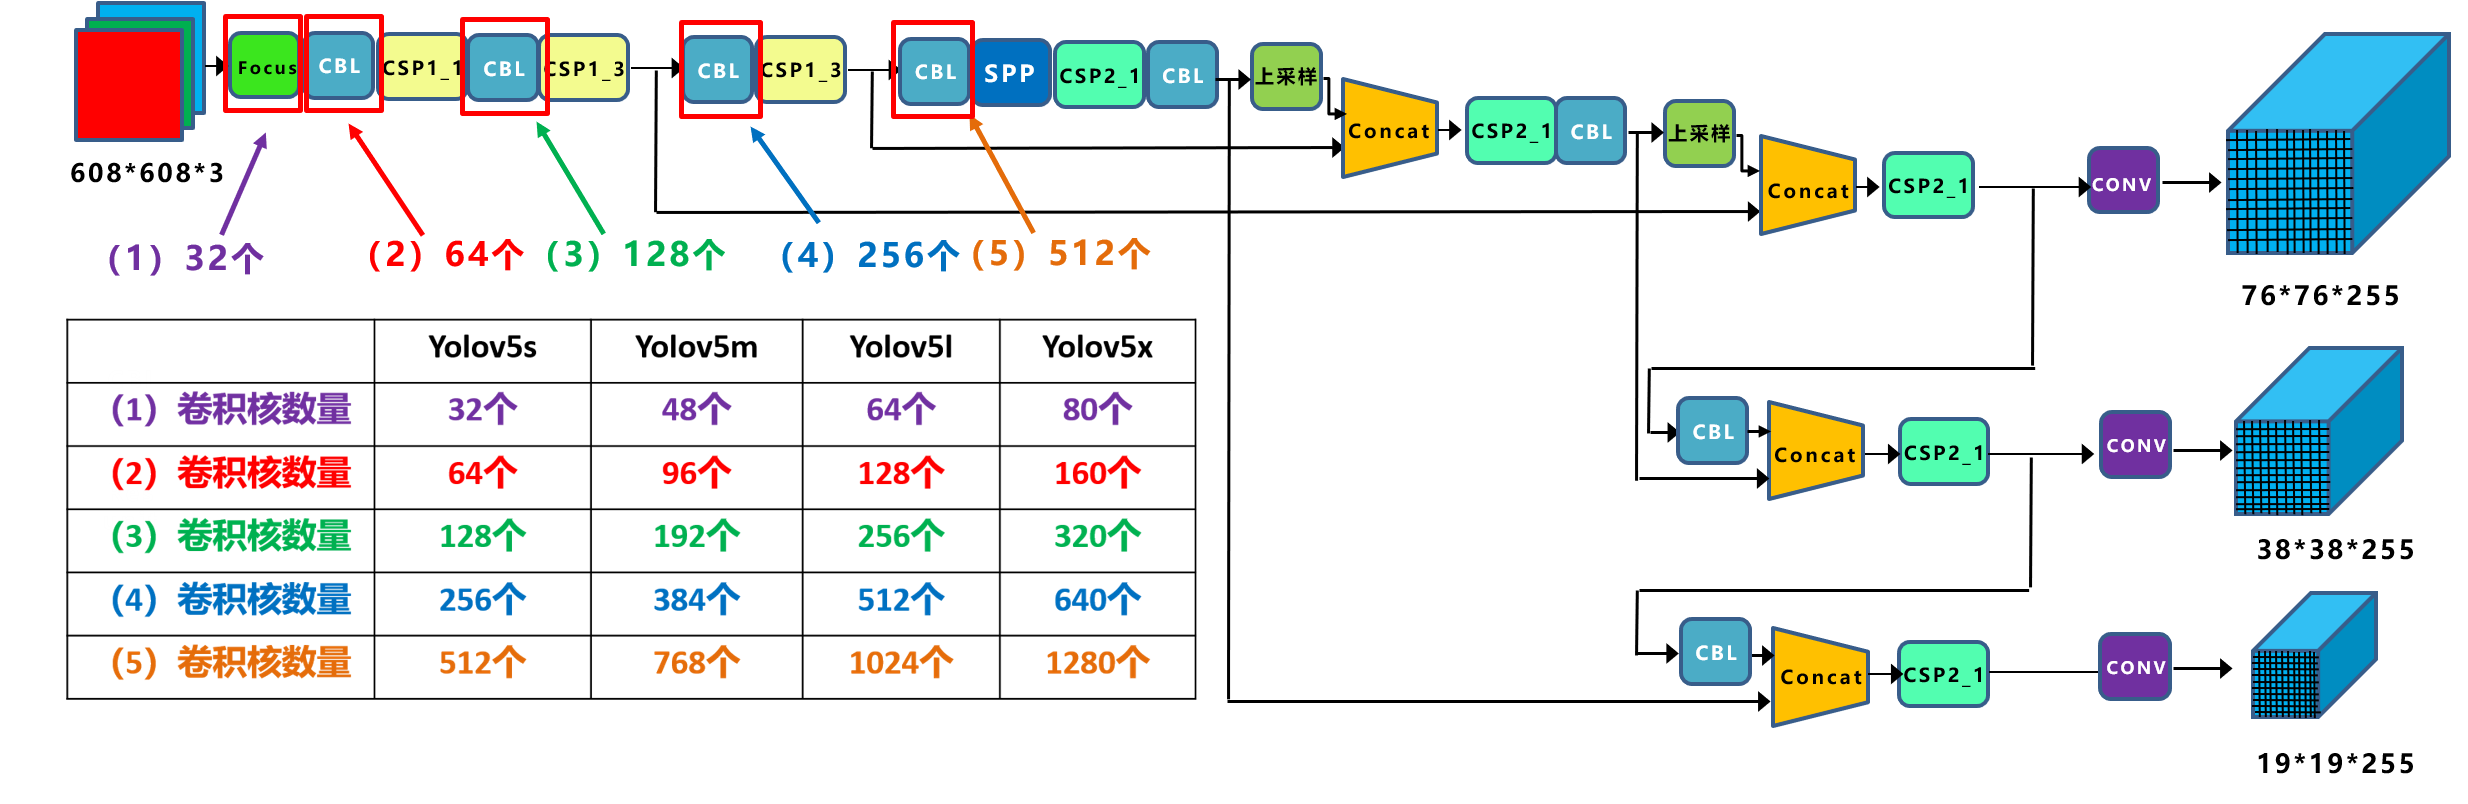 Focus CBL CSP1_1 CBL CSP1_3 CBL CSP1_3 CBL SPP CSP2_1 CBL 上采样
Concat CSP2_1 CBL 上采样
Concat CSP2_1 CONV
608*608*3
(1) 32个 (2) 64个 (3) 128个 (4) 256个 (5) 512个
76*76*255
Yolov5s Yolov5m Yolov5l Yolov5x
(1) 卷积核数量 32个 48个 64个 80个
(2) 卷积核数量 64个 96个 128个 160个
(3) 卷积核数量 128个 192个 256个 320个
(4) 卷积核数量 256个 384个 512个 640个
(5) 卷积核数量 512个 768个 1024个 1280个
CBL Concat CSP2_1 CONV
38*38*255
CBL Concat CSP2_1 CONV
19*19*255